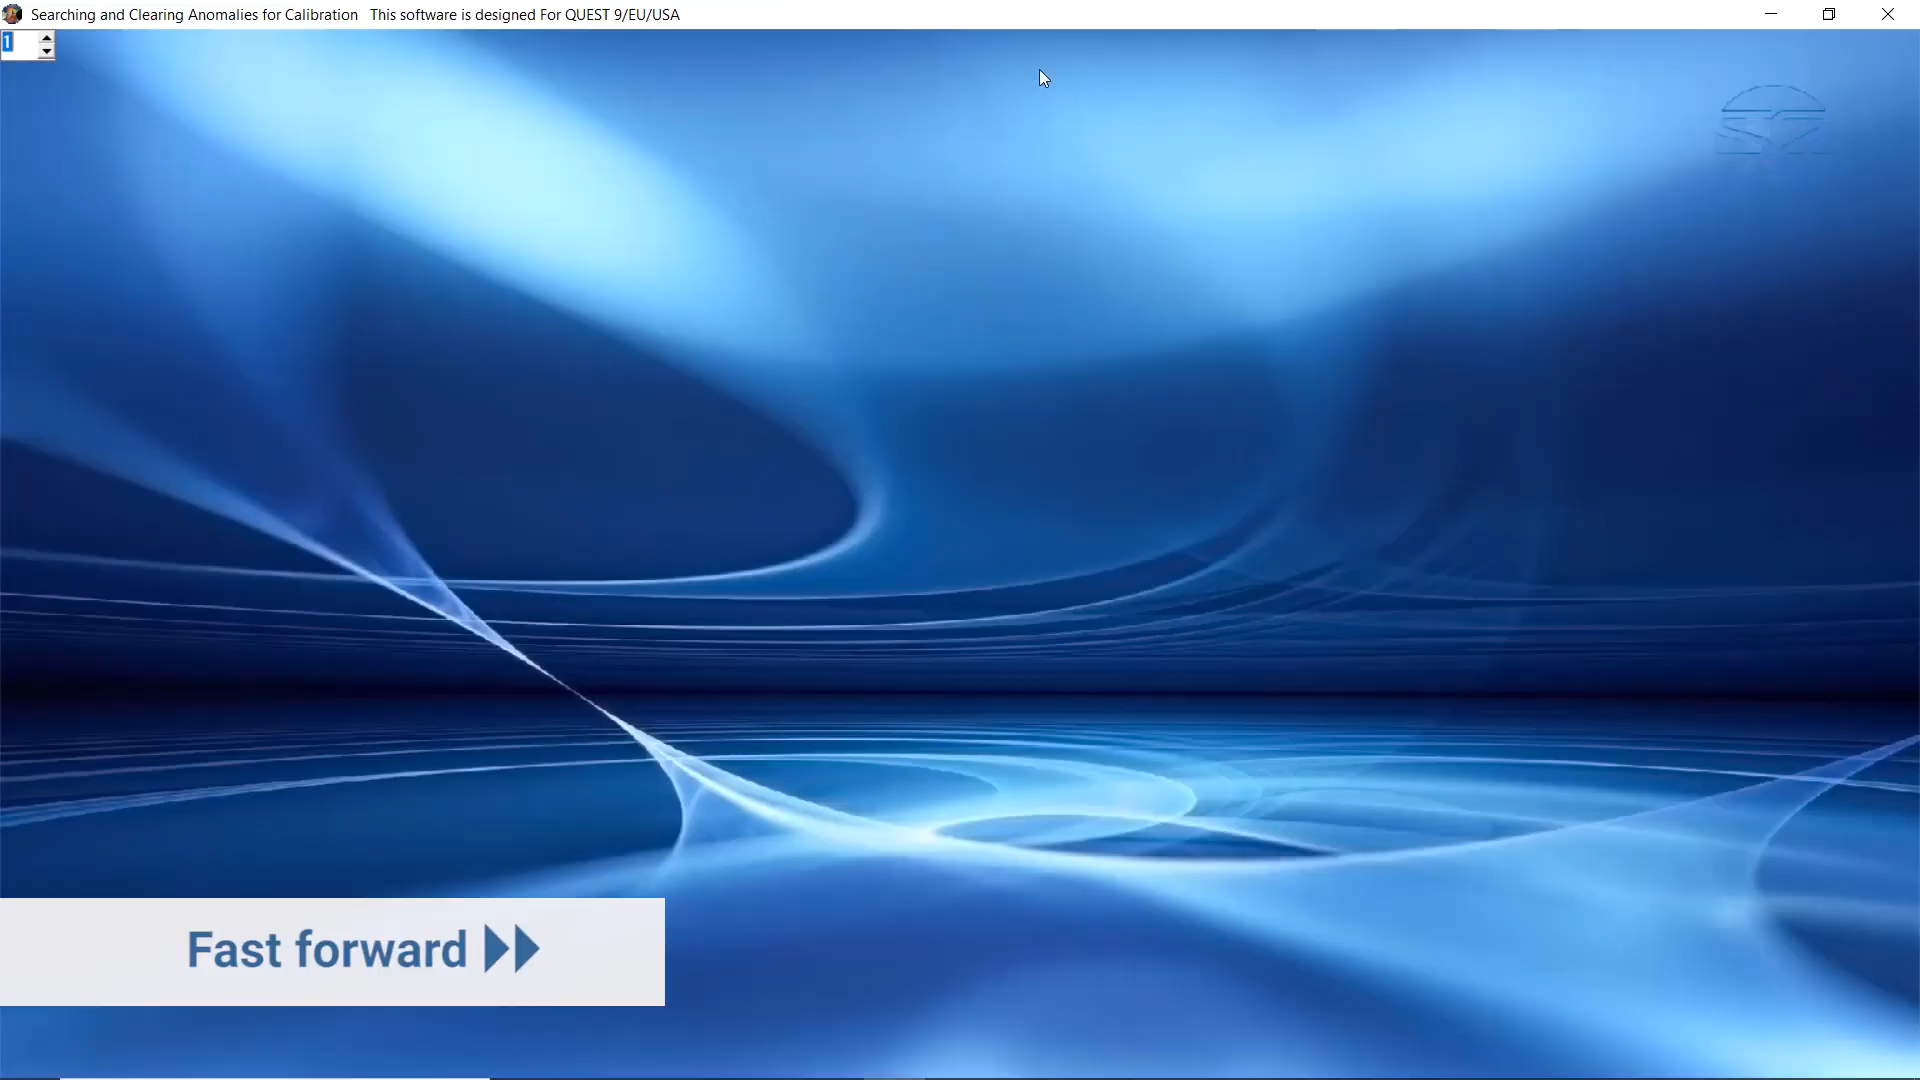 Searching and Clearing Anomalies for Calibration This software is designed For QUEST 9/EU/USA
1
Fast forward